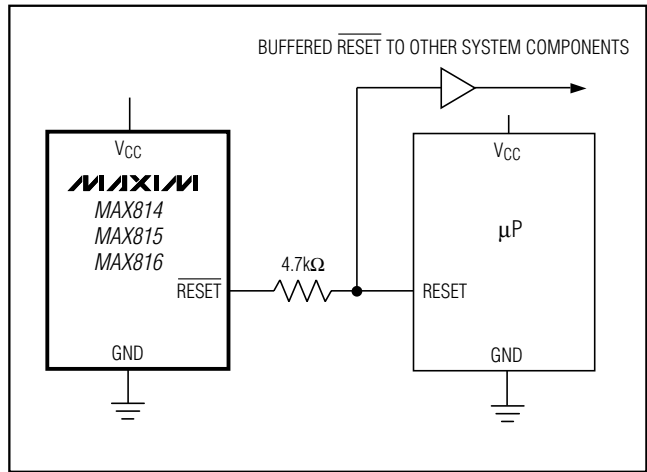 BUFFERED RESET TO OTHER SYSTEM COMPONENTS
VCC
MAXIM
MAX814
MAX815
MAX816
RESET
GND
4.7kΩ
VCC
μP
RESET
GND